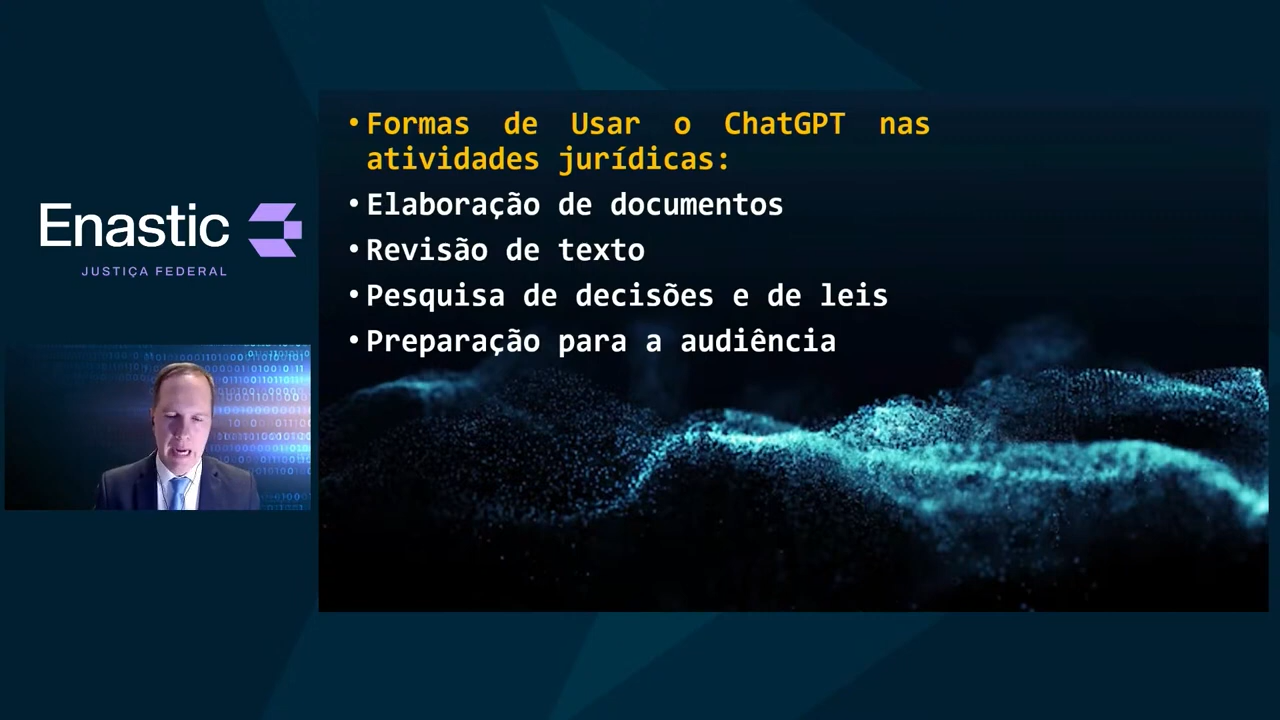 Enastic
JUSTIÇA FEDERAL
• Formas de Usar o ChatGPT nas
atividades jurídicas:
• Elaboração de documentos
• Revisão de texto
• Pesquisa de decisões e de leis
• Preparação para a audiência